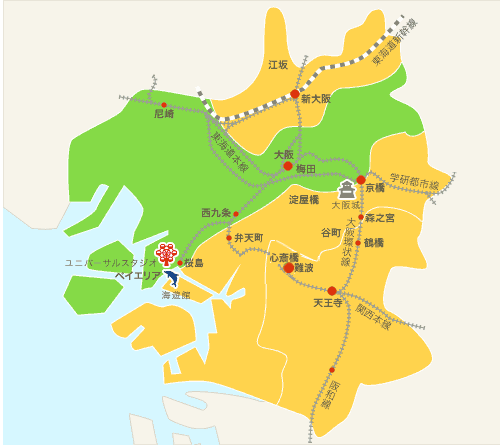 東海道新幹線
江坂
新大阪
尼崎
東海道本線
大阪
梅田
京橋
学研都市線
淀屋橋
大阪城
西九条
森之宮
谷町
大阪環状線
弁天町
鶴橋
心斎橋
難波
ユニバーサルスタジオ
桜島
ベイエリア
海遊館
天王寺
関西本線
阪和線